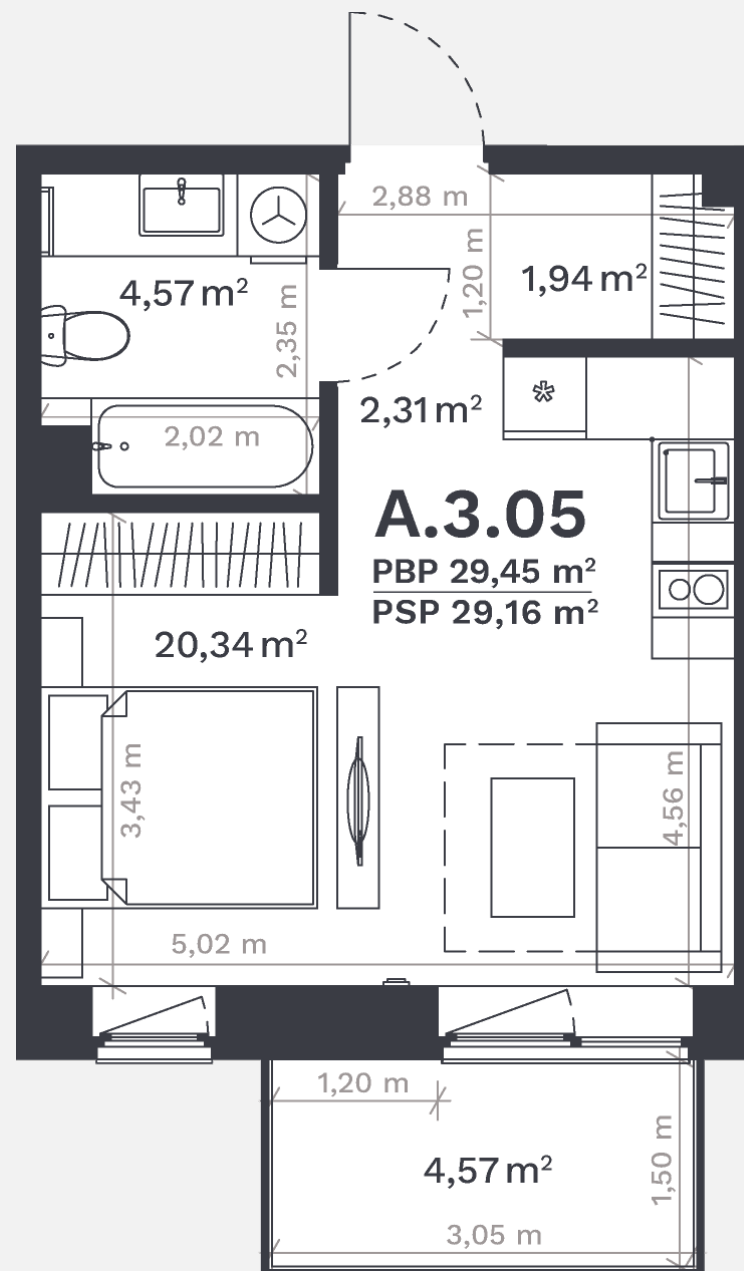 2,88 m
4,57 m²
1,20 m
1,94 m²
2,35 m
2,31 m²
2,02 m
A.3.05
PBP 29,45 m²
PSP 29,16 m²
20,34 m²
3,43 m
4,56 m
5,02 m
1,20 m
4,57 m²
1,50 m
3,05 m